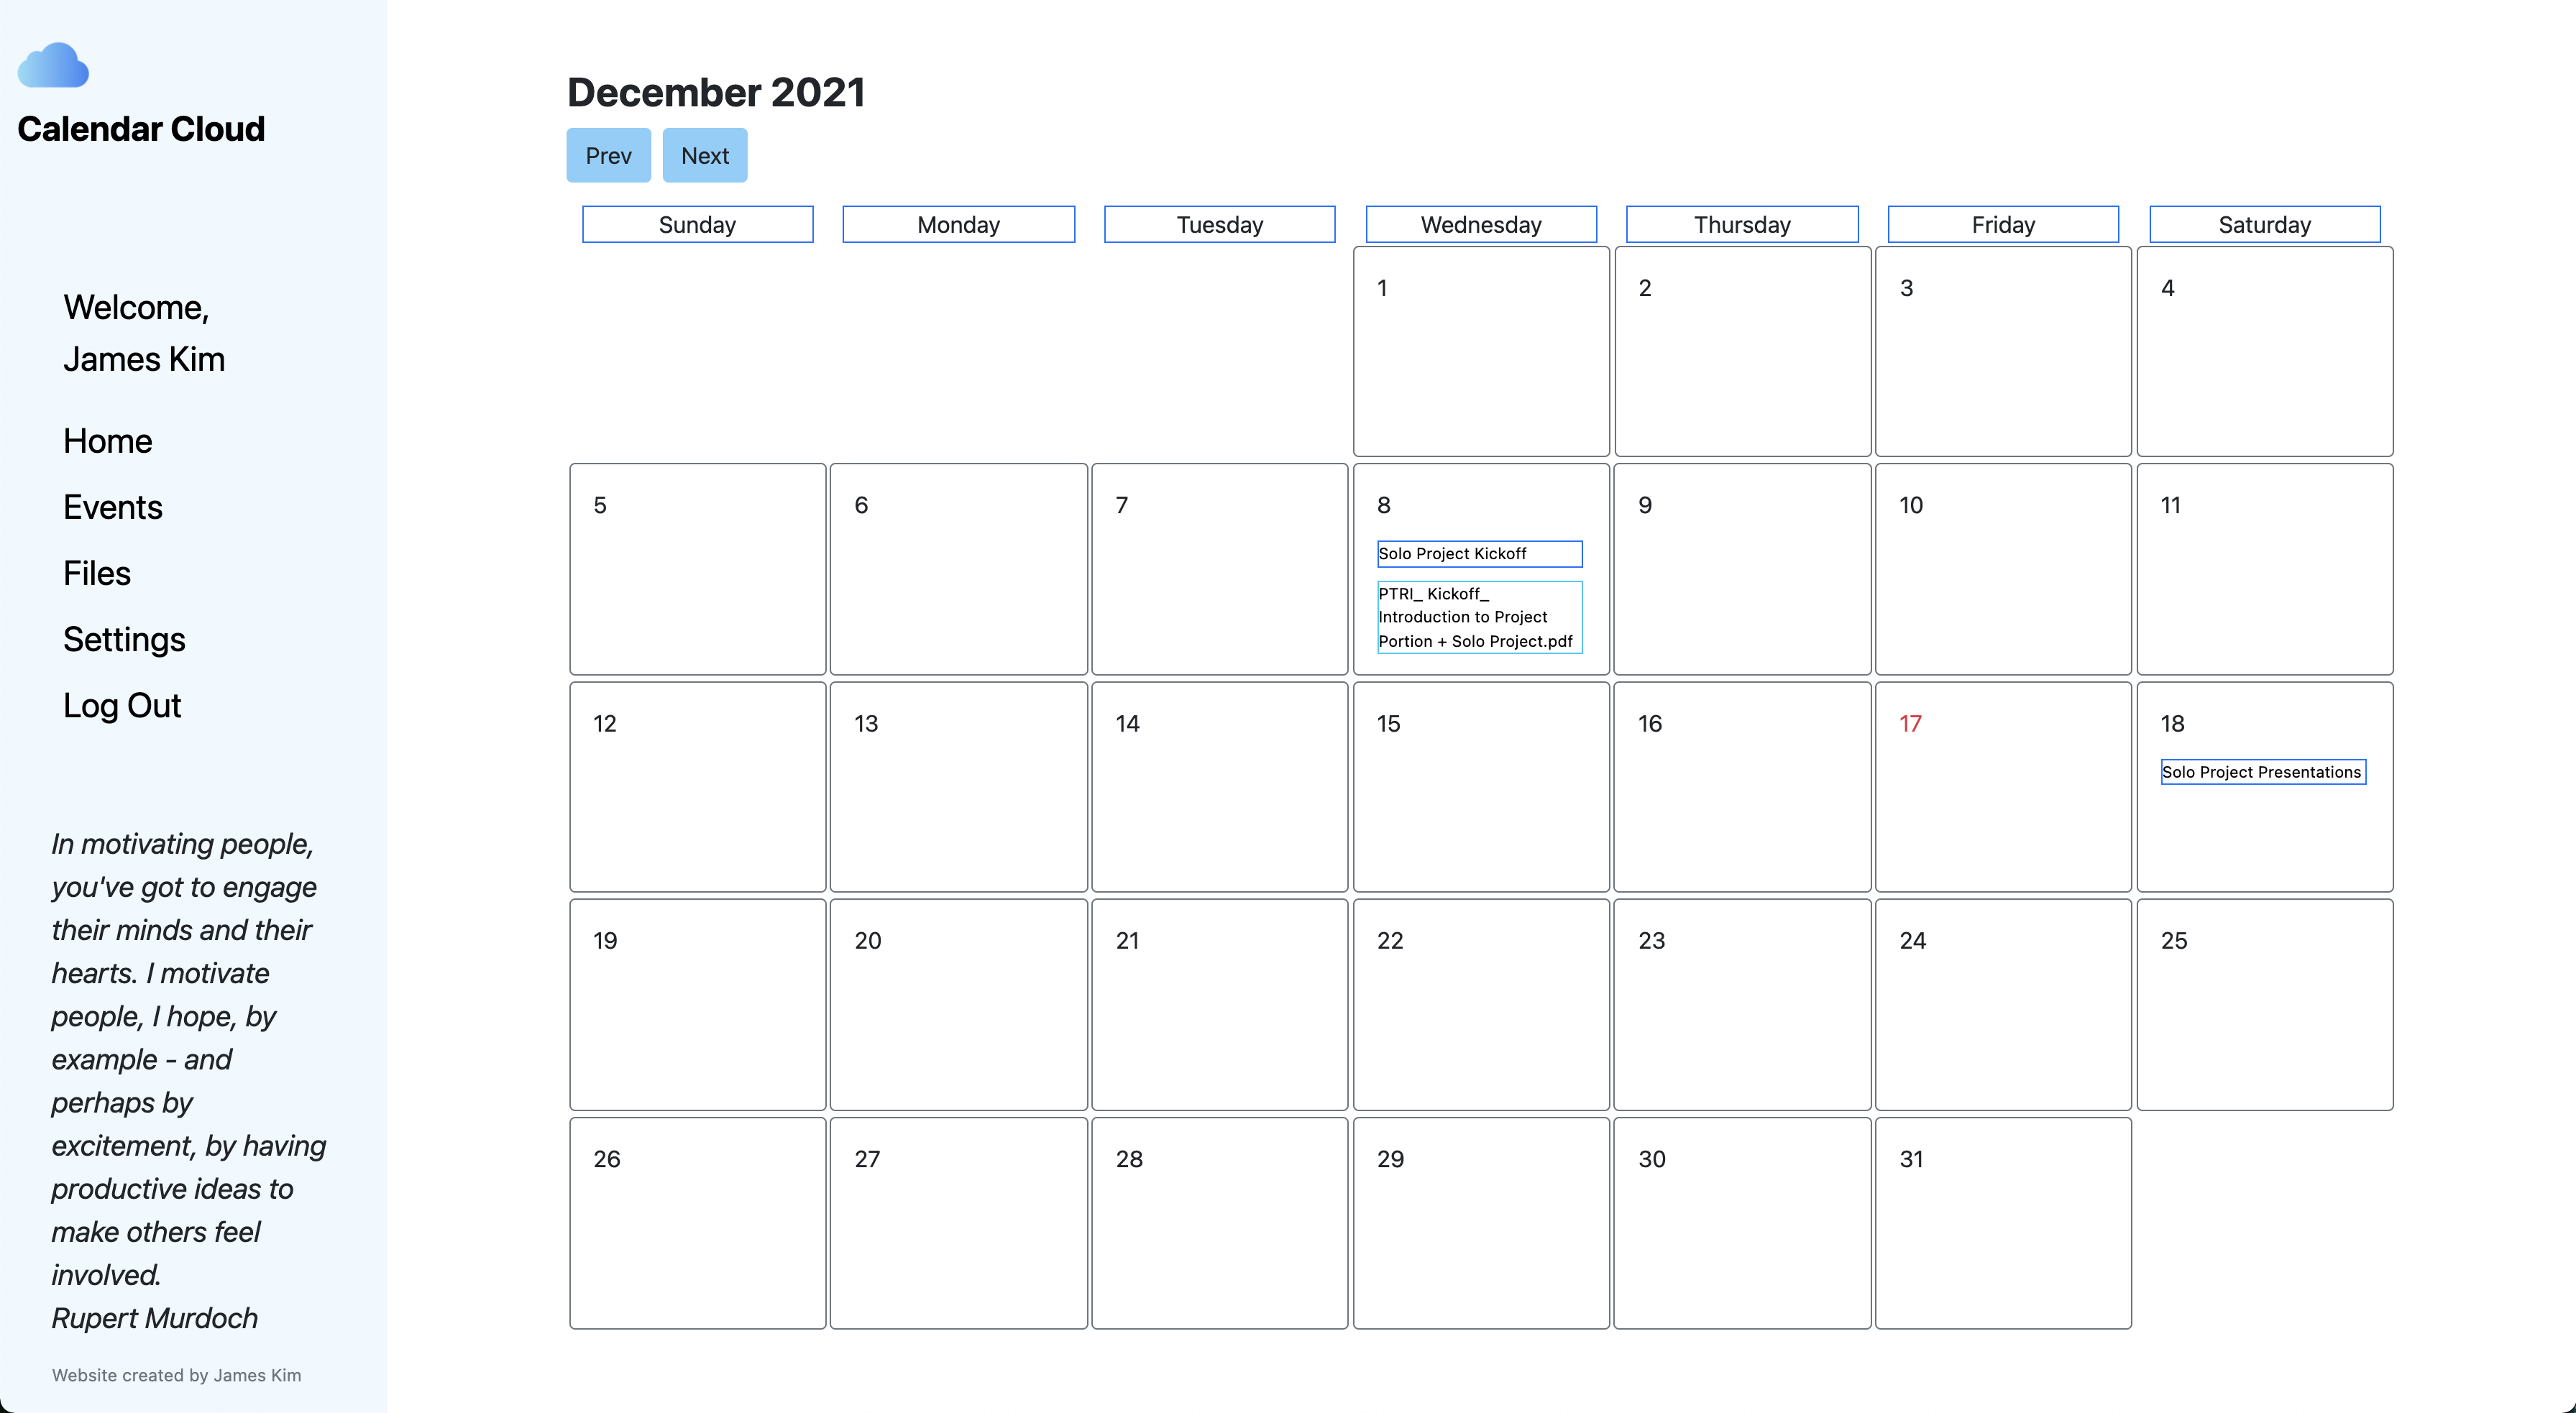 Calendar Cloud
Welcome,
James Kim
Home
Events
Files
Settings
Log Out
In motivating people,
you've got to engage
their minds and their
hearts. I motivate
people, I hope, by
example - and
perhaps by
excitement, by having
productive ideas to
make others feel
involved.
Rupert Murdoch
Website created by James Kim
December 2021
Prev Next
Sunday Monday Tuesday Wednesday Thursday Friday Saturday
1 2 3 4
5 6 7 8 9 10 11
Solo Project Kickoff
PTRI_ Kickoff_
Introduction to Project
Portion + Solo Project.pdf
12 13 14 15 16 17 18
Solo Project Presentations
19 20 21 22 23 24 25
26 27 28 29 30 31